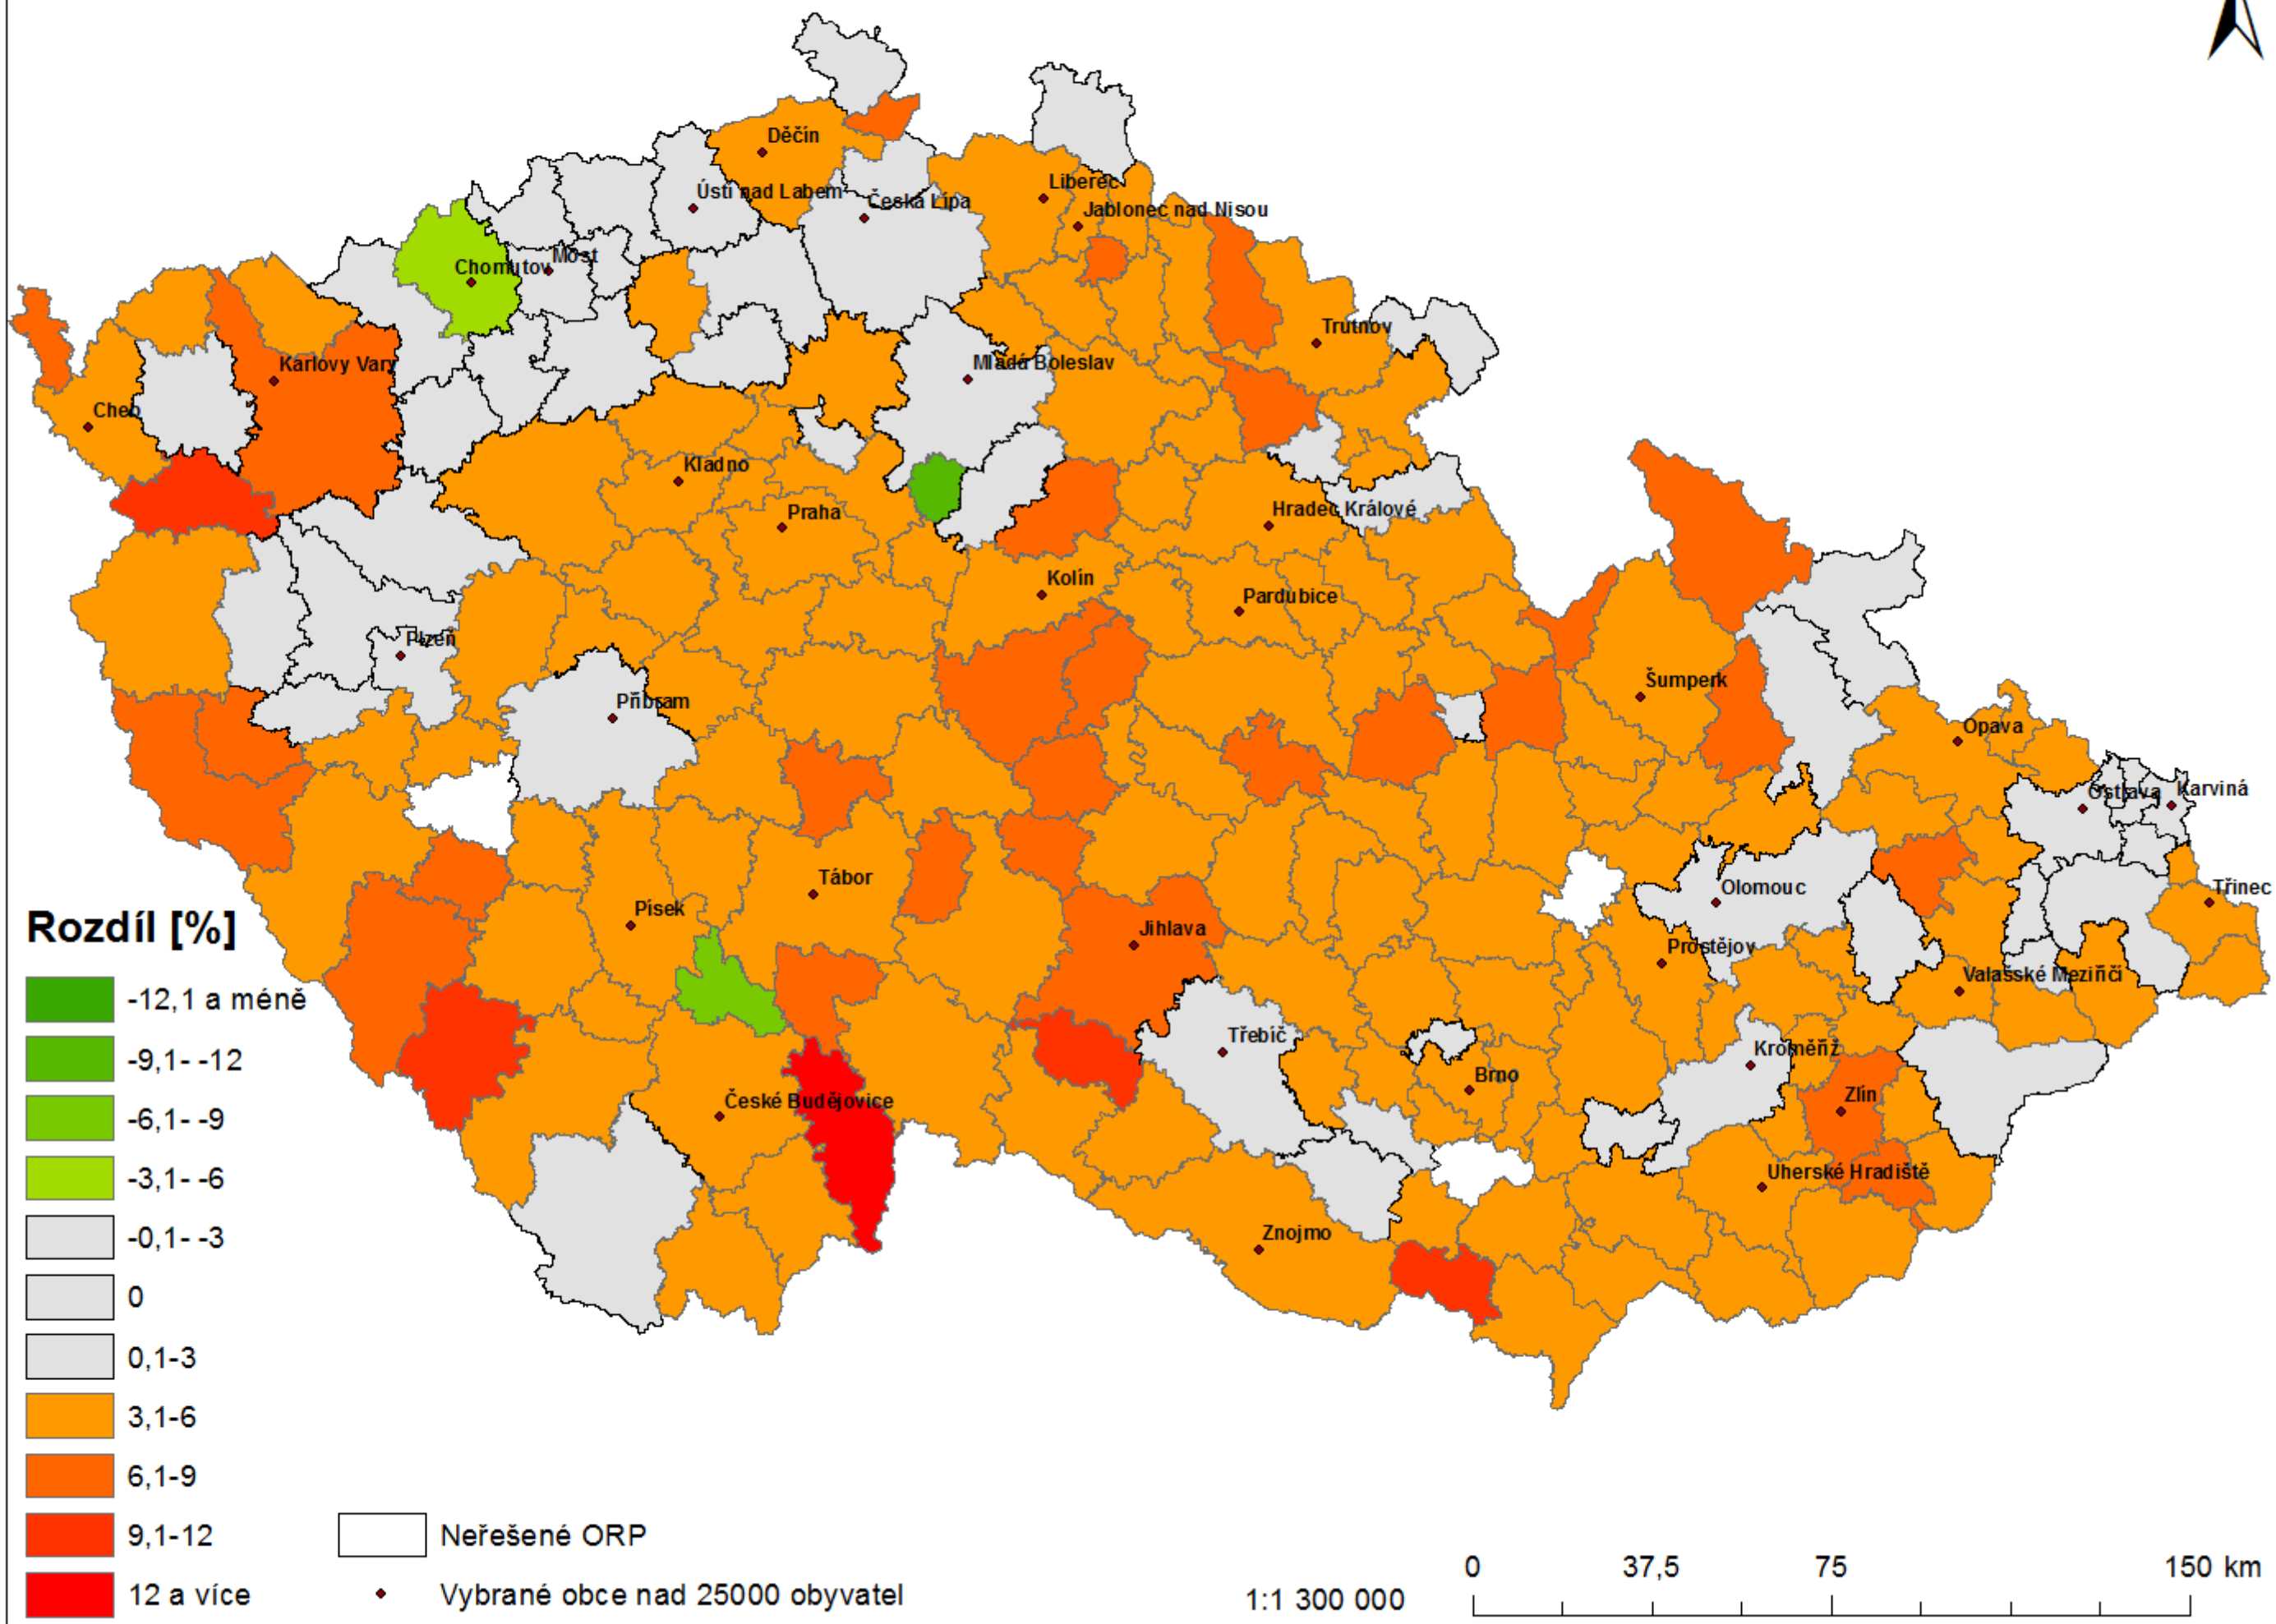 Děčín
Liberec
Ústí nad Labem
Česká Lípa
Jablonec nad Nisou
Most
Chomutov
Trutnov
Karlovy Vary
Mladá Boleslav
Cheb
Kladno
Praha
Hradec Králové
Kolín
Pardubice
Plzeň
Šumperk
Příbram
Opava
Ostrava
Karviná
Tábor
Olomouc
Třinec
Písek
Jihlava
Prostějov
Valašské Meziříčí
Třebíč
Kroměříž
Brno
Zlín
České Budějovice
Uherské Hradiště
Znojmo
Rozdíl [%]
-12,1 a méně
-9,1- -12
-6,1- -9
-3,1- -6
-0,1- -3
0
0,1-3
3,1-6
6,1-9
9,1-12
12 a více
Neřešené ORP
Vybrané obce nad 25000 obyvatel
1:1 300 000
0 37,5 75 150 km